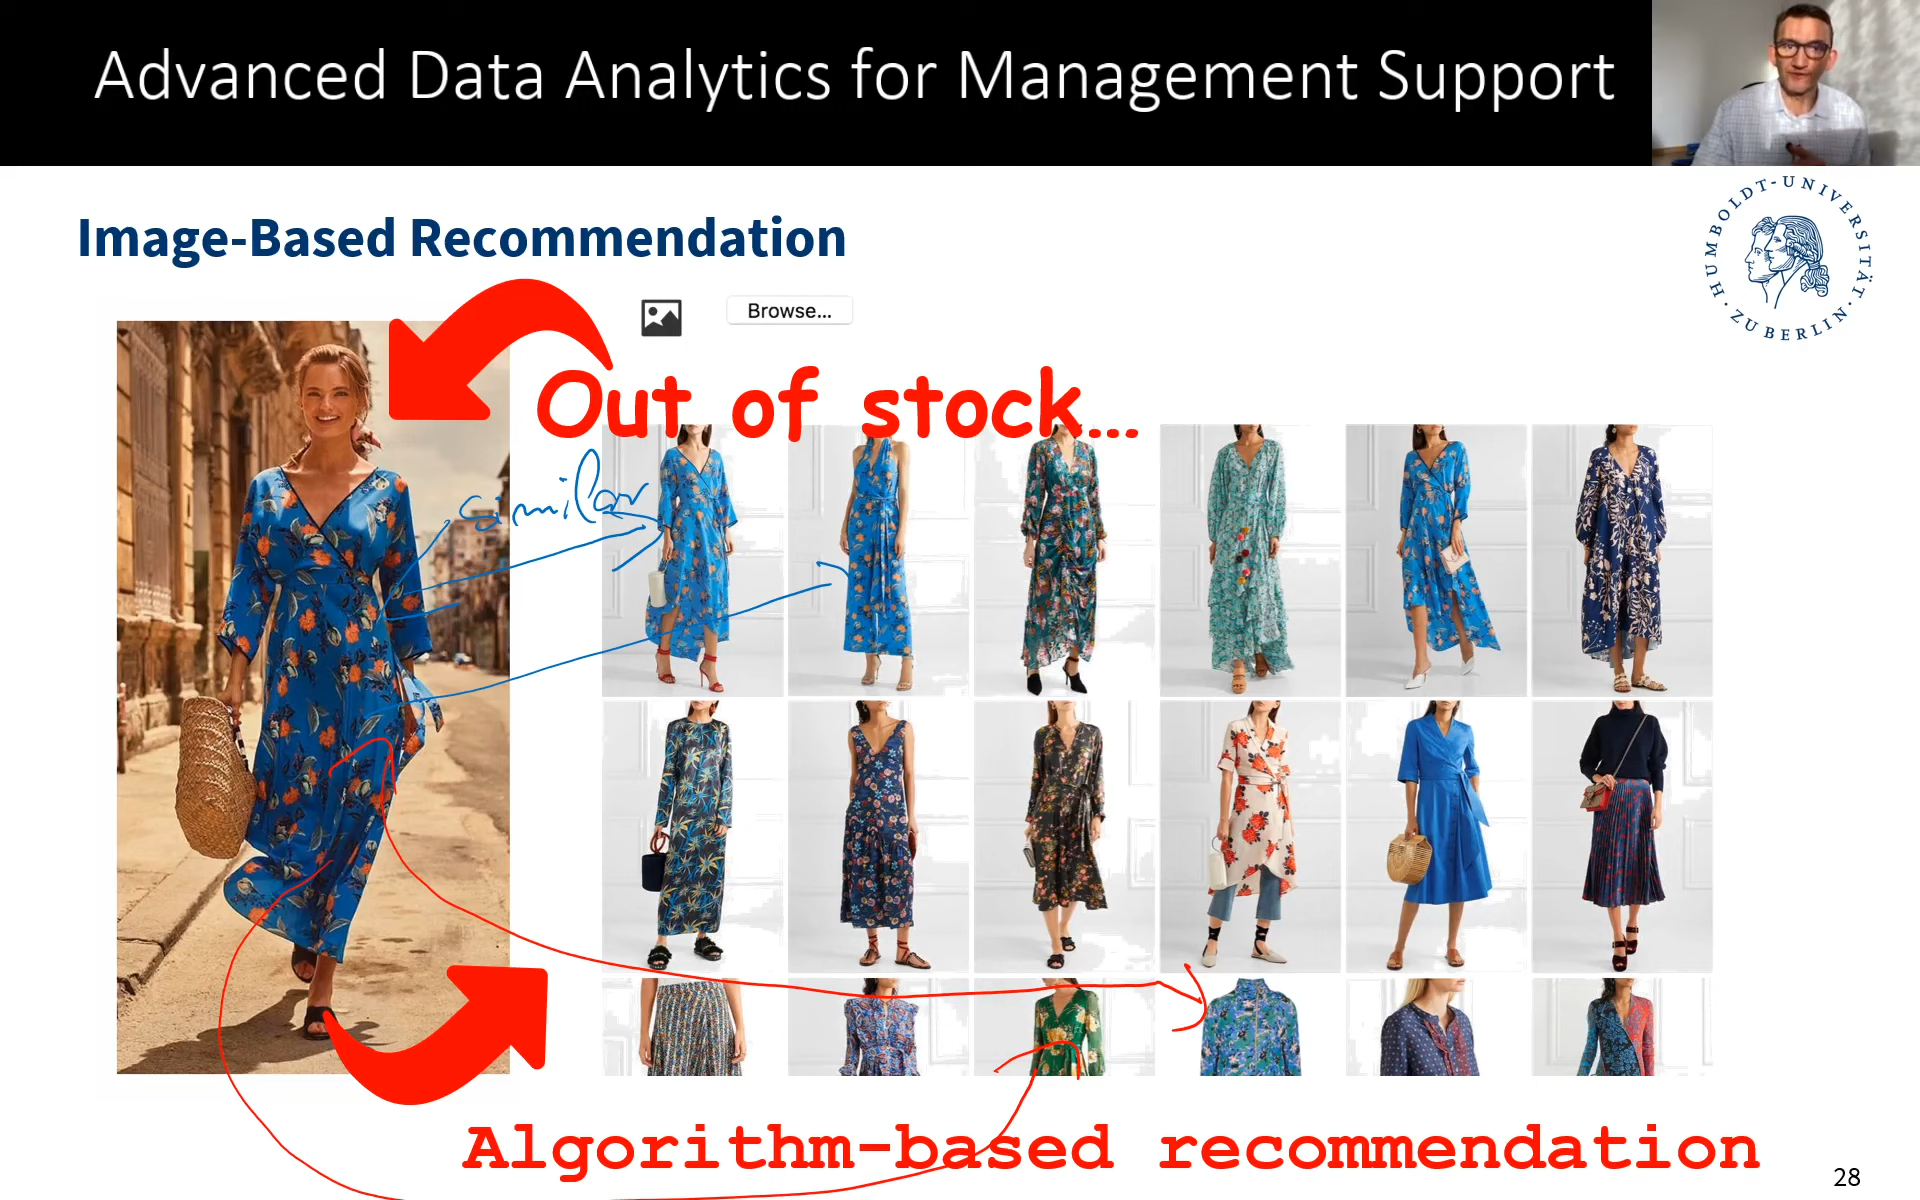 Advanced Data Analytics for Management Support
HUMBOLDT-UNIVERSITÄT ZU BERLIN
Image-Based Recommendation
Browse...
Out of stock...
similar
Algorithm-based recommendation
28